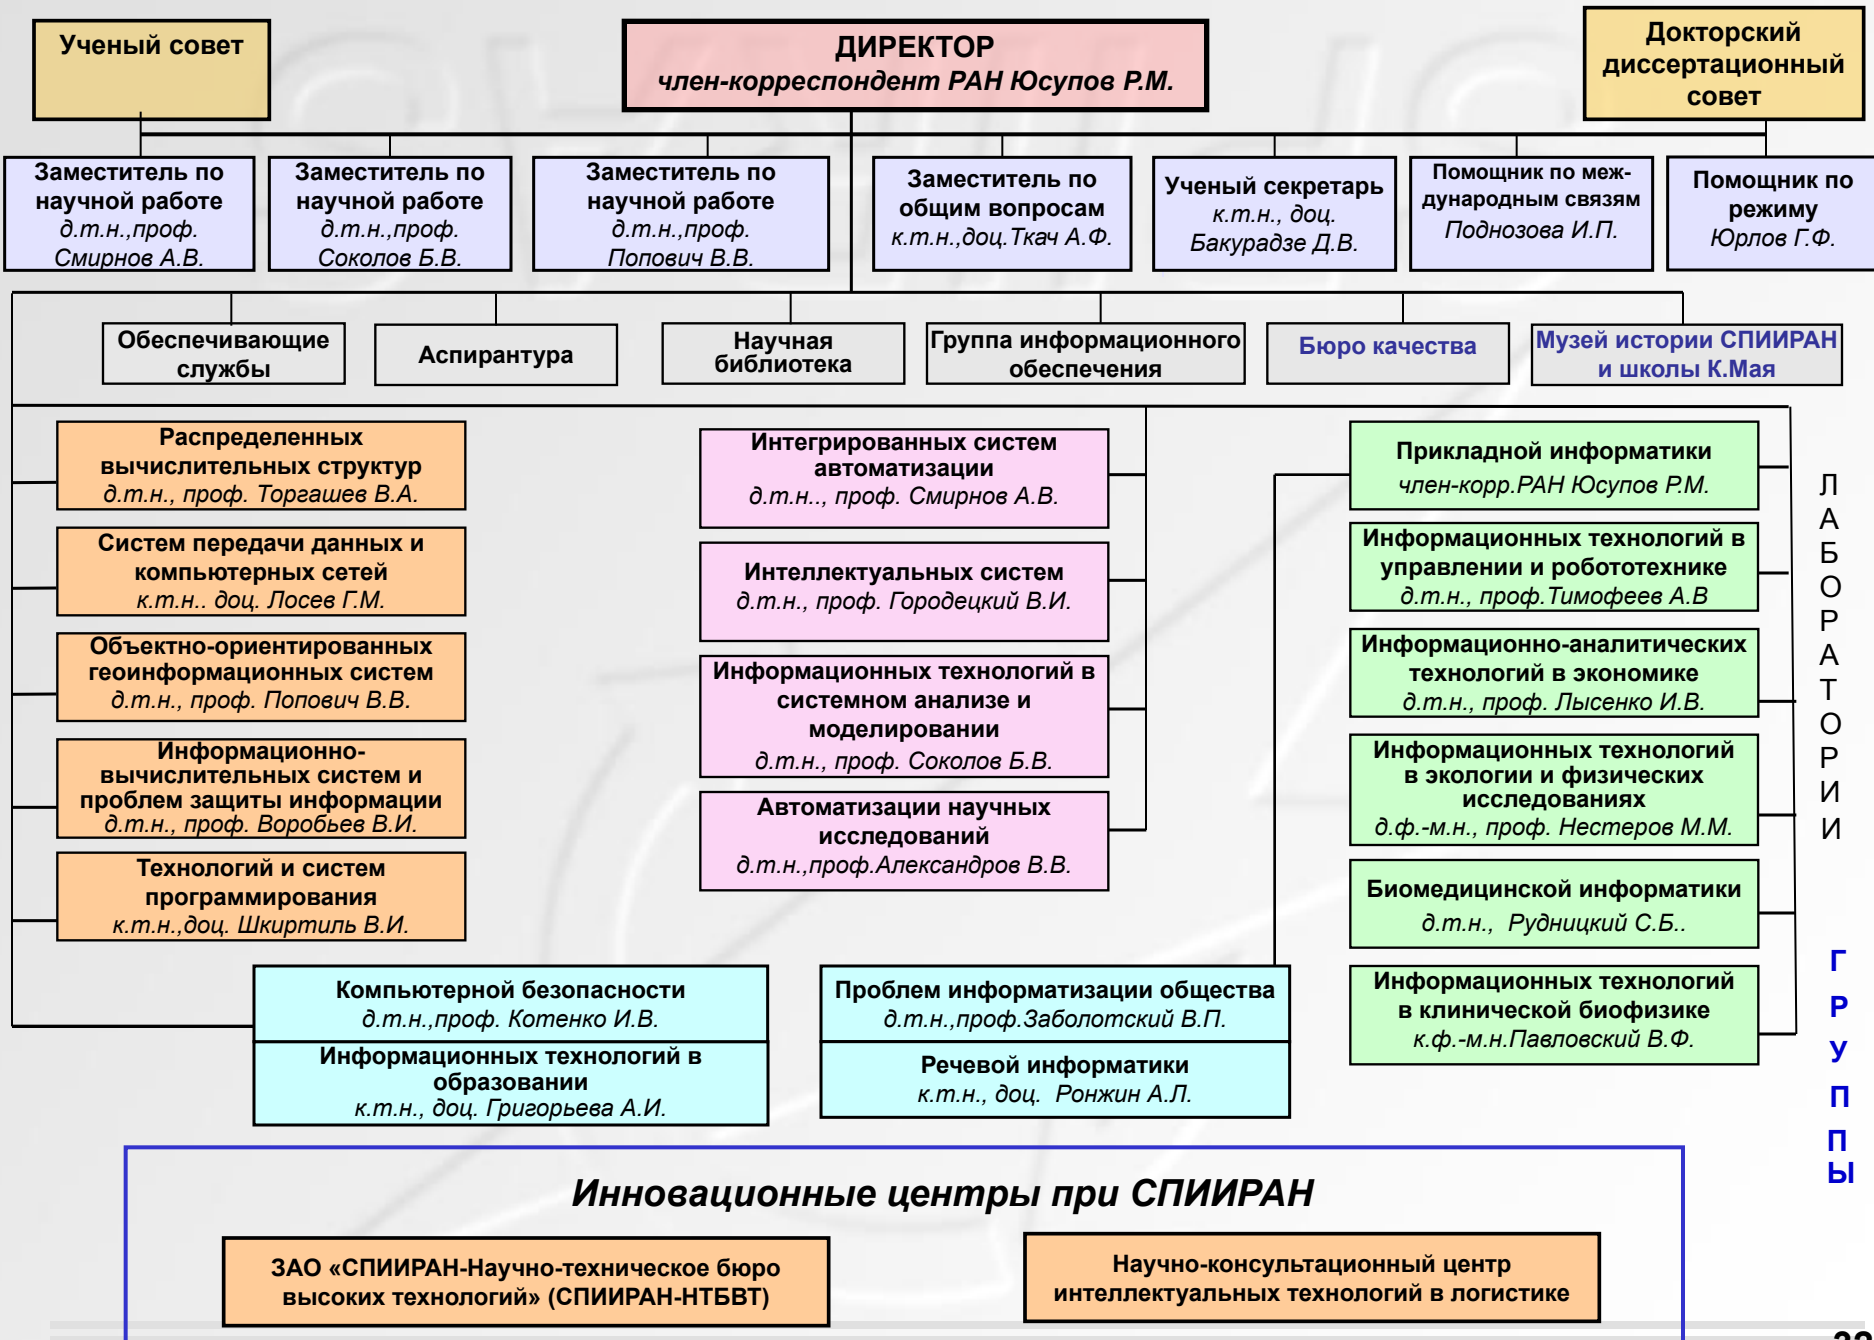 Ученый совет
ДИРЕКТОР
член-корреспондент РАН Юсупов Р.М.
Докторский
диссертационный
совет
Заместитель по
научной работе
д.т.н.,проф.
Смирнов А.В.
Заместитель по
научной работе
д.т.н.,проф.
Соколов Б.В.
Заместитель по
научной работе
д.т.н.,проф.
Попович В.В.
Заместитель по
общим вопросам
к.т.н.,доц.Ткач А.Ф.
Ученый секретарь
к.т.н., доц.
Бакурадзе Д.В.
Помощник по меж-
дународным связям
Поднозова И.П.
Помощник по
режиму
Юрлов Г.Ф.
Обеспечивающие
службы
Аспирантура
Научная
библиотека
Группа информационного
обеспечения
Бюро качества
Музей истории СПИИРАН
и школы К.Мая
Распределенных
вычислительных структур
д.т.н., проф. Торгашев В.А.
Систем передачи данных и
компьютерных сетей
к.т.н.. доц. Лосев Г.М.
Объектно-ориентированных
геоинформационных систем
д.т.н., проф. Попович В.В.
Информационно-
вычислительных систем и
проблем защиты информации
д.т.н., проф. Воробьев В.И.
Технологий и систем
программирования
к.т.н.,доц. Шкиртиль В.И.
Интегрированных систем
автоматизации
д.т.н.., проф. Смирнов А.В.
Интеллектуальных систем
д.т.н., проф. Городецкий В.И.
Информационных технологий в
системном анализе и
моделировании
д.т.н., проф. Соколов Б.В.
Автоматизации научных
исследований
д.т.н.,проф.Александров В.В.
Прикладной информатики
член-корр.РАН Юсупов Р.М.
Информационных технологий в
управлении и робототехнике
д.т.н., проф.Тимофеев А.В
Информационно-аналитических
технологий в экономике
д.т.н., проф. Лысенко И.В.
Информационных технологий
в экологии и физических
исследованиях
д.ф.-м.н., проф. Нестеров М.М.
Биомедицинской информатики
д.т.н., Рудницкий С.Б..
Информационных технологий
в клинической биофизике
к.ф.-м.н.Павловский В.Ф.
ЛАБОРАТОРИИ
ГРУППЫ
Компьютерной безопасности
д.т.н.,проф. Котенко И.В.
Информационных технологий в
образовании
к.т.н., доц. Григорьева А.И.
Проблем информатизации общества
д.т.н.,проф.Заболотский В.П.
Речевой информатики
к.т.н., доц. Ронжин А.Л.
Инновационные центры при СПИИРАН
ЗАО «СПИИРАН-Научно-техническое бюро
высоких технологий» (СПИИРАН-НТБВТ)
Научно-консультационный центр
интеллектуальных технологий в логистике